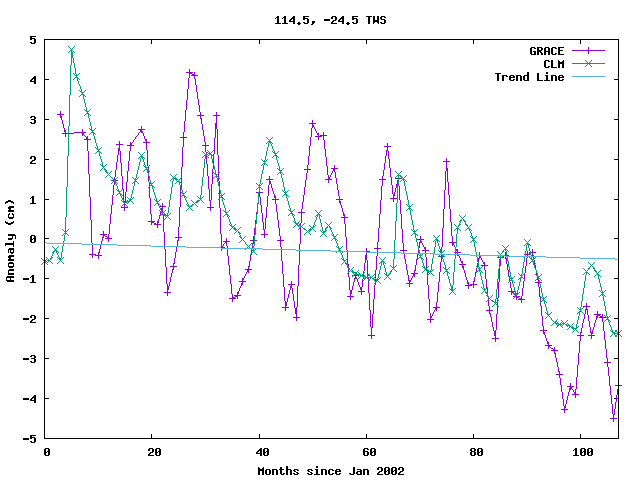 114.5, -24.5 TWS
GRACE
CLM
Trend Line
5
4
3
2
1
0
-1
-2
-3
-4
-5
Anomaly (cm)
0 20 40 60 80 100
Months since Jan 2002